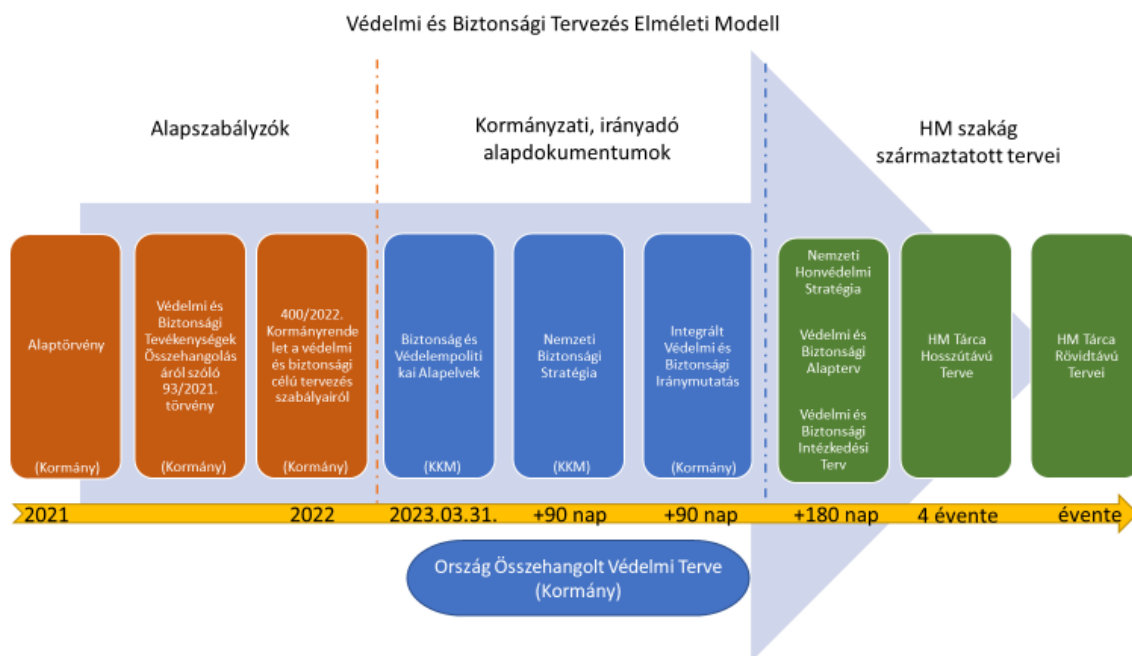 Védelmi és Biztonsági Tervezés Elméleti Modell
Alapszabályzók
Kormányzati, irányadó
alapdokumentumok
HM szakág
származtatott tervei
Alaptörvény
(Kormány)
Védelmi és
Biztonsági
Tevékenységek
Összehangolás
áról szóló
93/2021.
törvény
(Kormány)
400/2022.
Kormányrende
let a védelmi
és biztonsági
célú tervezés
szabályairól
(Kormány)
Biztonság és
Védelempolíti
kai Alapelvek
(KKM)
Nemzeti
Biztonsági
Stratégia
(KKM)
Integrált
Védelmi és
Biztonsági
Iránymutatás
(Kormány)
Nemzeti
Honvédelmi
Stratégia
Védelmi és
Biztonsági
Alapterv
Védelmi és
Biztonsági
Intézkedési
Terv
HM Tárca
Hosszútávú
Terve
HM Tárca
Rövidtávú
Tervei
2021
2022
2023.03.31.
+90 nap
+90 nap
+180 nap
4 évente
évente
Ország Összehangolt Védelmi Terve
(Kormány)